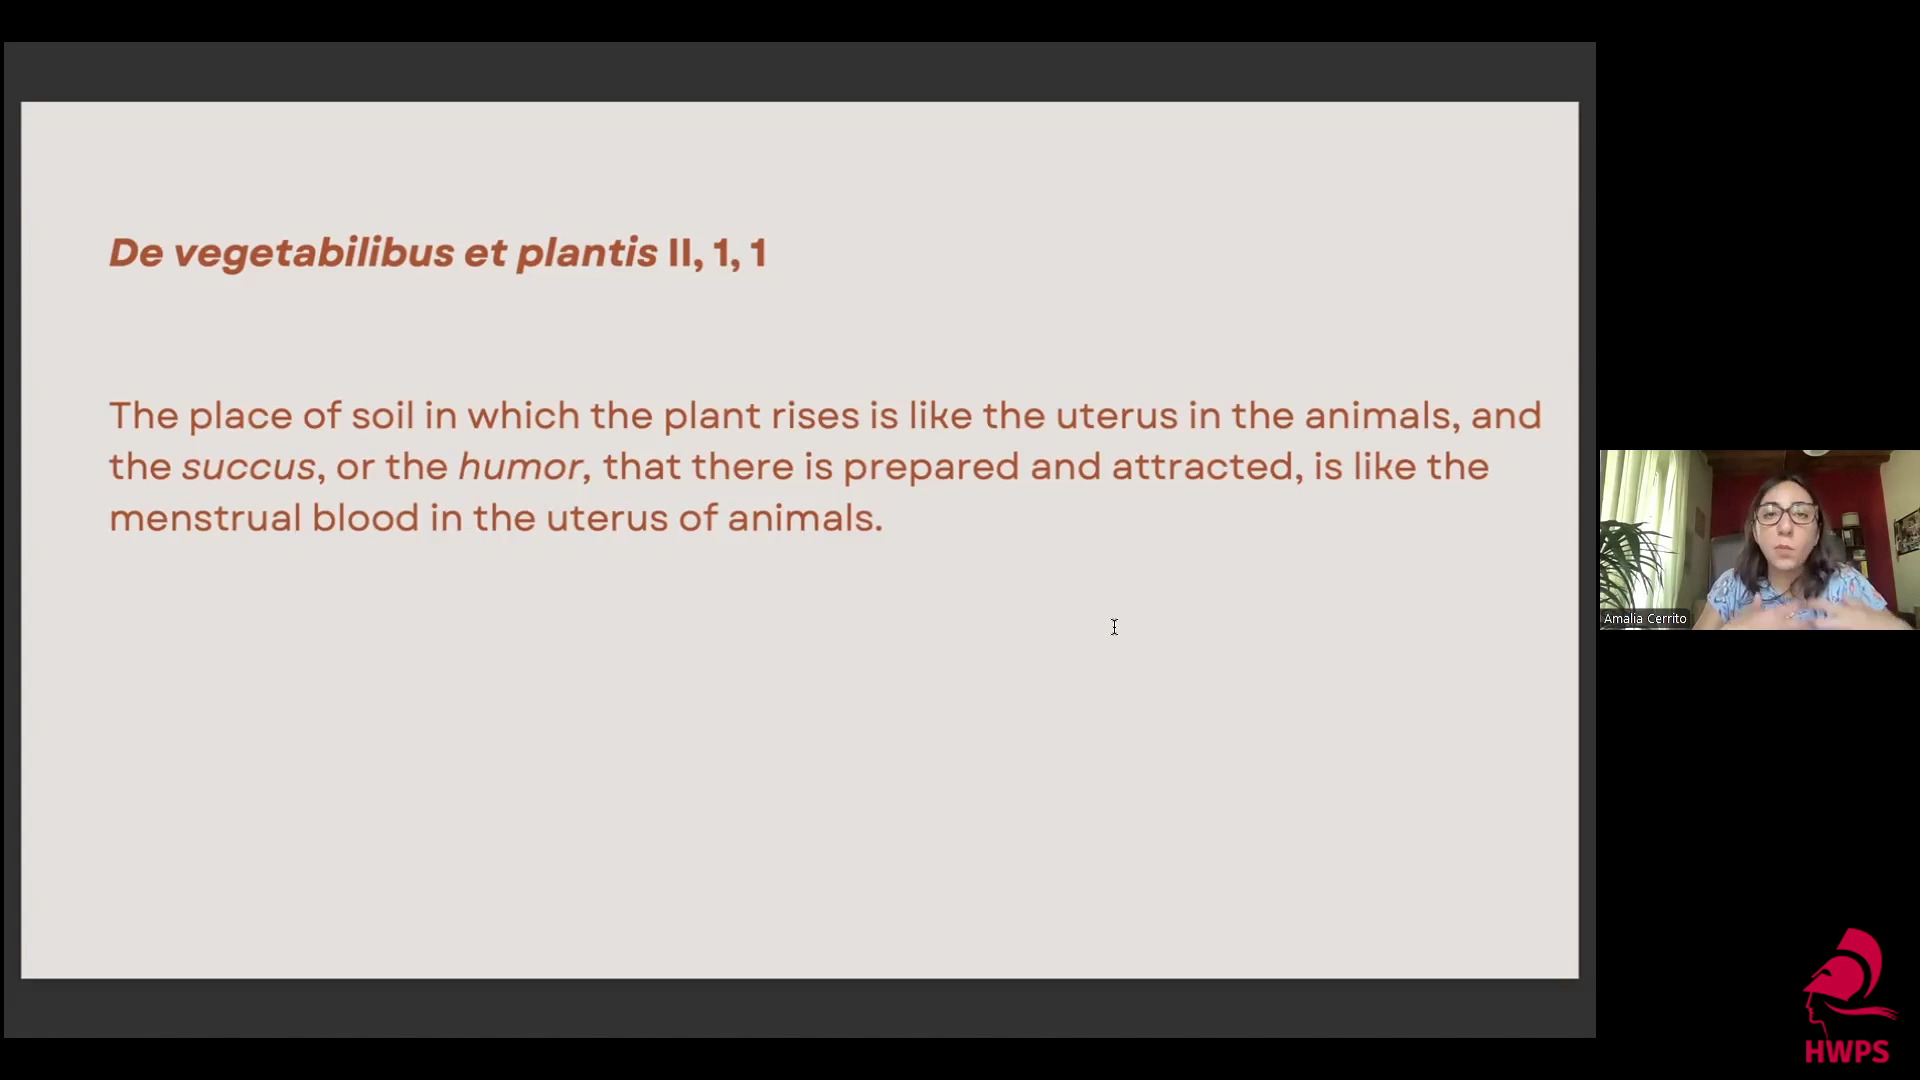 De vegetabilibus et plantis II, 1, 1
The place of soil in which the plant rises is like the uterus in the animals, and
the succus, or the humor, that there is prepared and attracted, is like the
menstrual blood in the uterus of animals.
Amalia Cerrito
HWPS